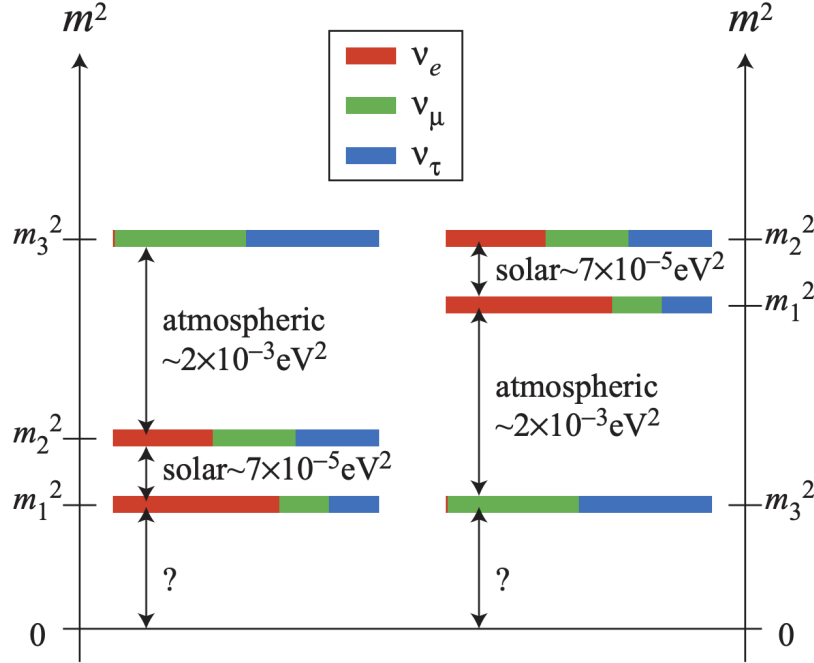 m²
m²
νₑ
ν_μ
ν_τ
m₃²
m₂²
solar~7×10⁻⁵eV²
m₁²
atmospheric
~2×10⁻³eV²
atmospheric
~2×10⁻³eV²
m₂²
solar~7×10⁻⁵eV²
m₁²
m₃²
?
?
0
0